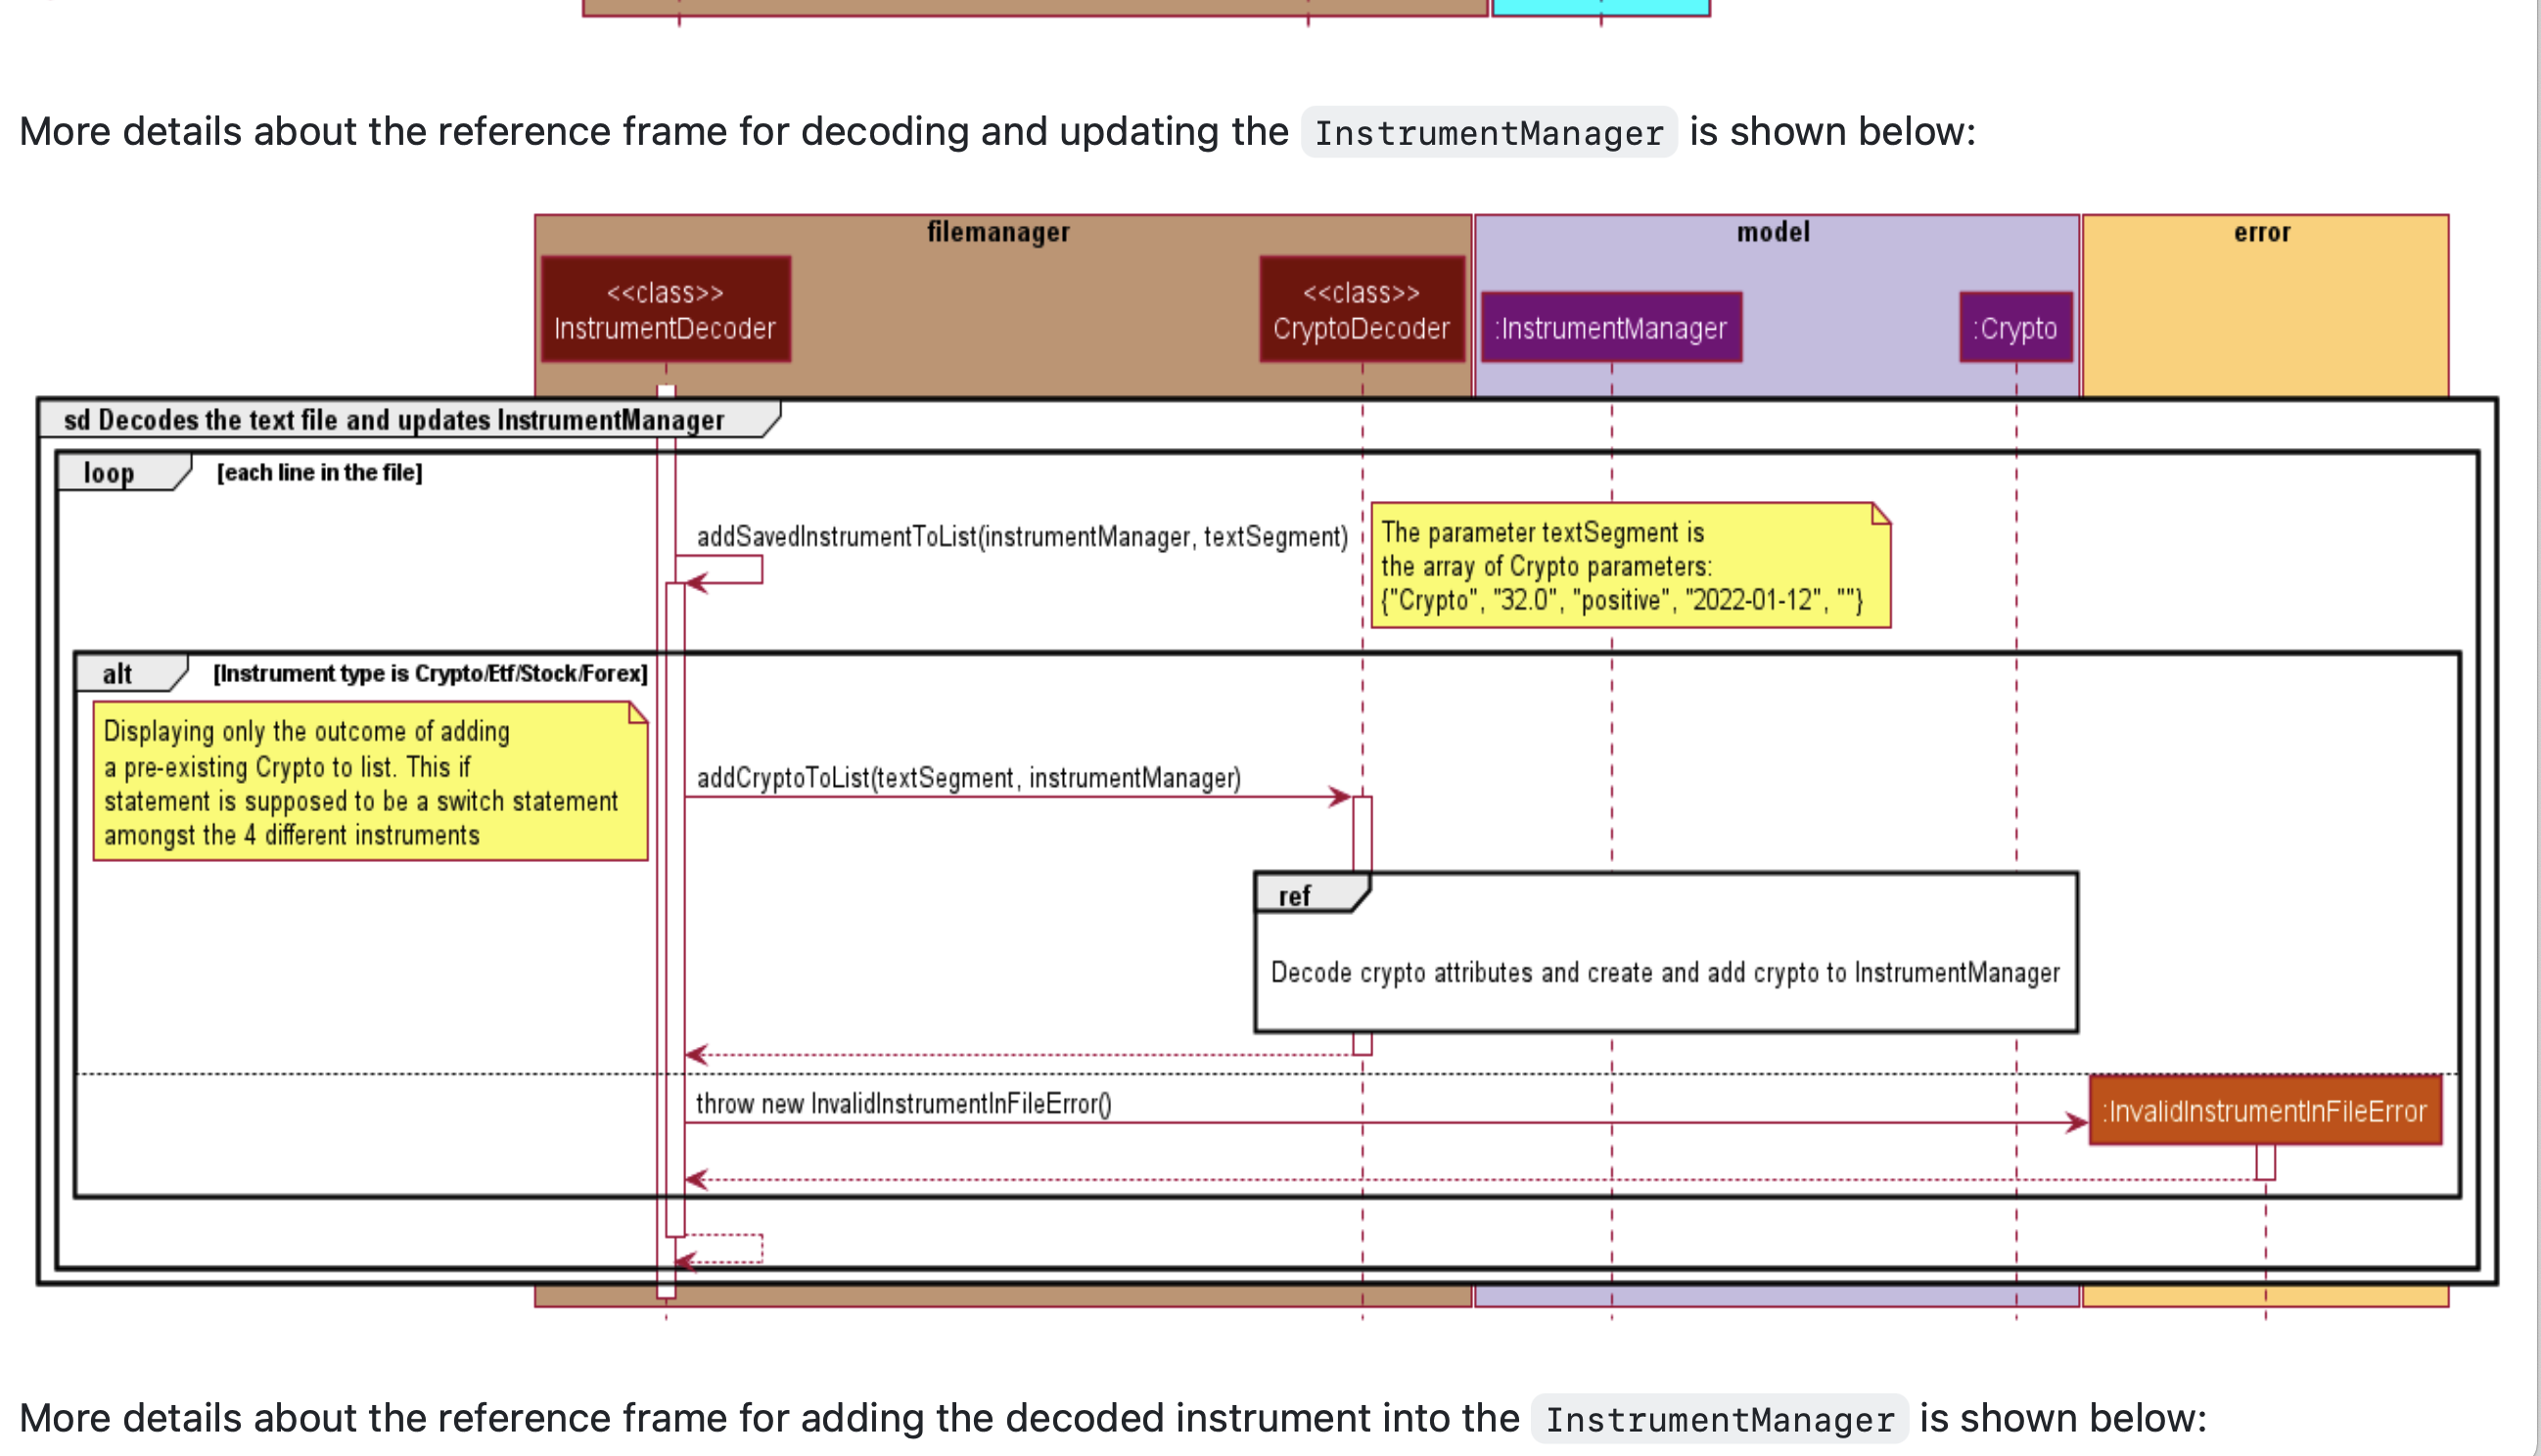 More details about the reference frame for decoding and updating the InstrumentManager is shown below:
filemanager
model
error
<<class>>
InstrumentDecoder
<<class>>
CryptoDecoder
:InstrumentManager
:Crypto
sd Decodes the text file and updates InstrumentManager
loop
[each line in the file]
addSavedInstrumentToList(instrumentManager, textSegment)
The parameter textSegment is
the array of Crypto parameters:
{"Crypto", "32.0", "positive", "2022-01-12", ""}
alt
[Instrument type is Crypto/Etf/Stock/Forex]
Displaying only the outcome of adding
a pre-existing Crypto to list. This if
statement is supposed to be a switch statement
amongst the 4 different instruments
addCryptoToList(textSegment, instrumentManager)
ref
Decode crypto attributes and create and add crypto to InstrumentManager
throw new InvalidInstrumentInFileError()
:InvalidInstrumentInFileError
More details about the reference frame for adding the decoded instrument into the InstrumentManager is shown below: